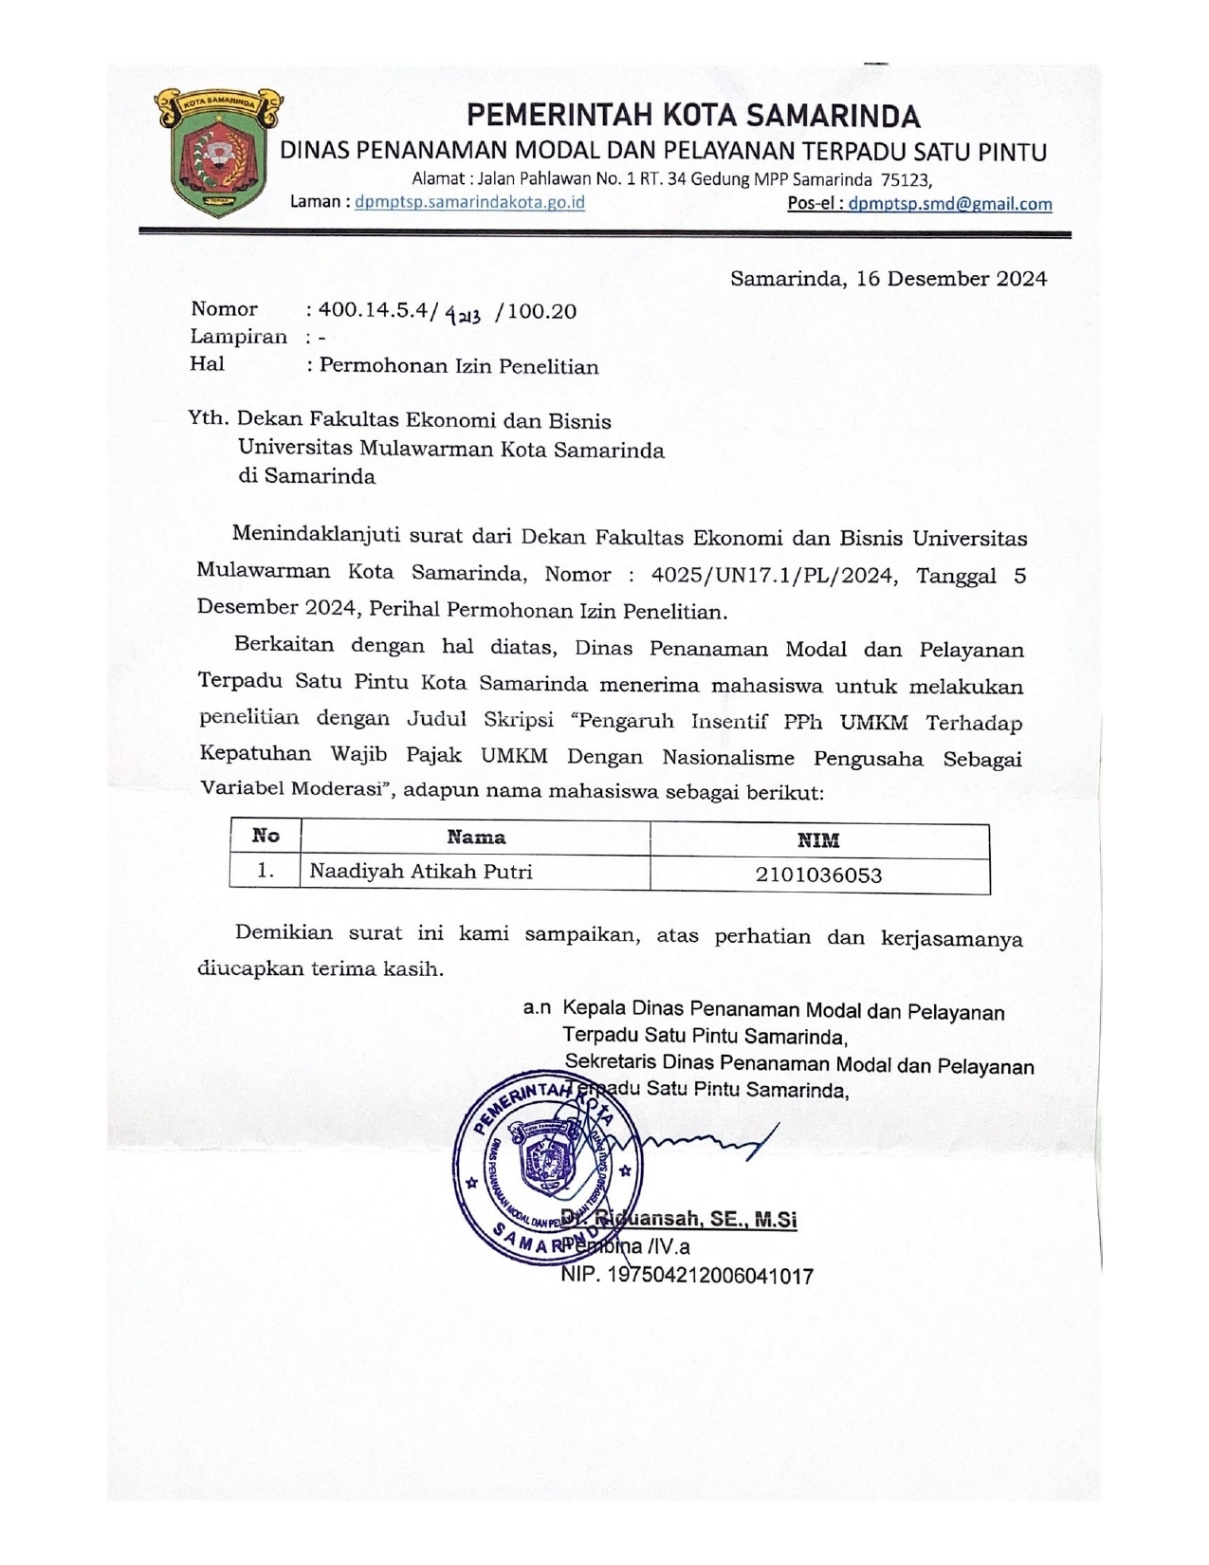 KOTA SAMARINDA
PEMERINTAH KOTA SAMARINDA
DINAS PENANAMAN MODAL DAN PELAYANAN TERPADU SATU PINTU
Alamat : Jalan Pahlawan No. 1 RT. 34 Gedung MPP Samarinda 75123,
Laman : dpmptsp.samarindakota.go.id Pos-el : dpmptsp.smd@gmail.com
Samarinda, 16 Desember 2024
Nomor : 400.14.5.4/ 4213 /100.20
Lampiran : -
Hal : Permohonan Izin Penelitian
Yth. Dekan Fakultas Ekonomi dan Bisnis
Universitas Mulawarman Kota Samarinda
di Samarinda
Menindaklanjuti surat dari Dekan Fakultas Ekonomi dan Bisnis Universitas
Mulawarman Kota Samarinda, Nomor : 4025/UN17.1/PL/2024, Tanggal 5
Desember 2024, Perihal Permohonan Izin Penelitian.
Berkaitan dengan hal diatas, Dinas Penanaman Modal dan Pelayanan
Terpadu Satu Pintu Kota Samarinda menerima mahasiswa untuk melakukan
penelitian dengan Judul Skripsi “Pengaruh Insentif PPh UMKM Terhadap
Kepatuhan Wajib Pajak UMKM Dengan Nasionalisme Pengusaha Sebagai
Variabel Moderasi”, adapun nama mahasiswa sebagai berikut:
No Nama NIM
1. Naadiyah Atikah Putri 2101036053
Demikian surat ini kami sampaikan, atas perhatian dan kerjasamanya
diucapkan terima kasih.
a.n Kepala Dinas Penanaman Modal dan Pelayanan
Terpadu Satu Pintu Samarinda,
Sekretaris Dinas Penanaman Modal dan Pelayanan
Terpadu Satu Pintu Samarinda,
PEMERINTAH KOTA
DINAS PENANAMAN MODAL DAN PELAYANAN TERPADU SATU PINTU
SAMARINDA
Dr. Riduansah, SE., M.Si
Pembina /IV.a
NIP. 197504212006041017